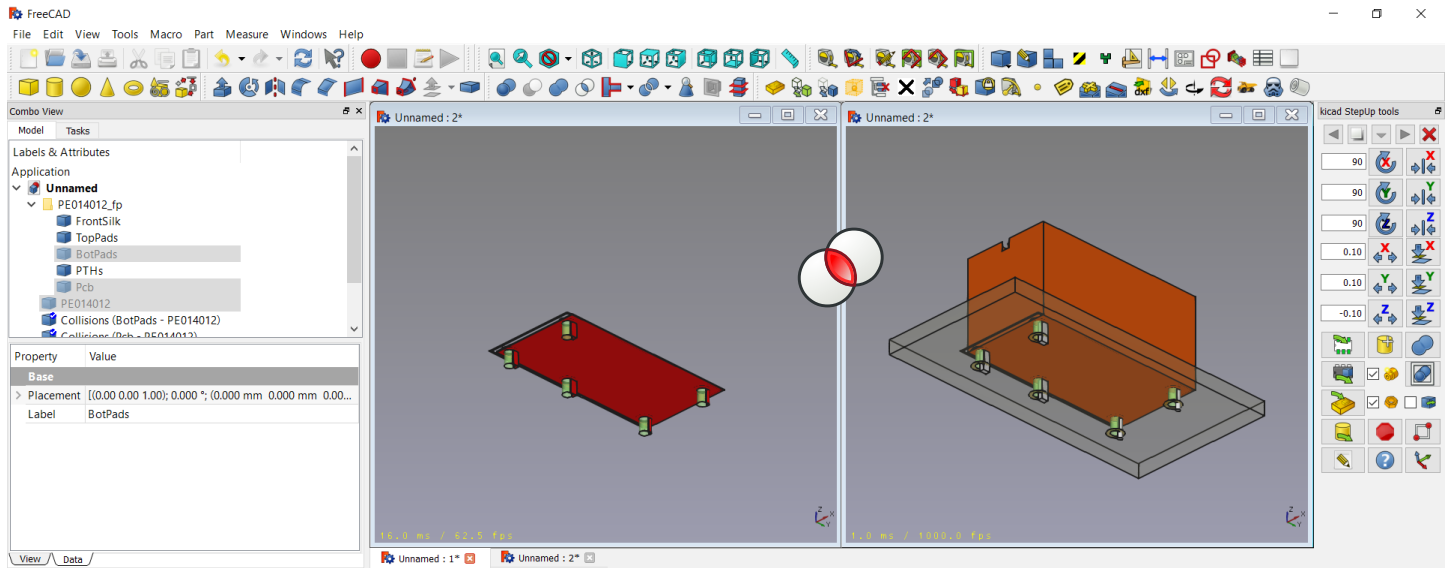 FreeCAD
File Edit View Tools Macro Part Measure Windows Help
Combo View
Model Tasks
Labels & Attributes
Application
Unnamed
PE014012_fp
FrontSilk
TopPads
BotPads
PTHs
Pcb
PE014012
Collisions (BotPads - PE014012)
Collisions (Pcb - PE014012)
Property Value
Base
Placement [(0.00 0.00 1.00); 0.000 °; (0.000 mm 0.000 mm 0.00...
Label BotPads
View Data
Unnamed : 2*
16.0 ms / 62.5 fps
Z
X
Y
Unnamed : 2*
1.0 ms / 1000.0 fps
Z
X
Y
Unnamed : 1*
Unnamed : 2*
kicad StepUp tools
90 X X
90 Y Y
90 Z Z
0.10 X X
0.10 Y Y
-0.10 Z Z
dxf
?